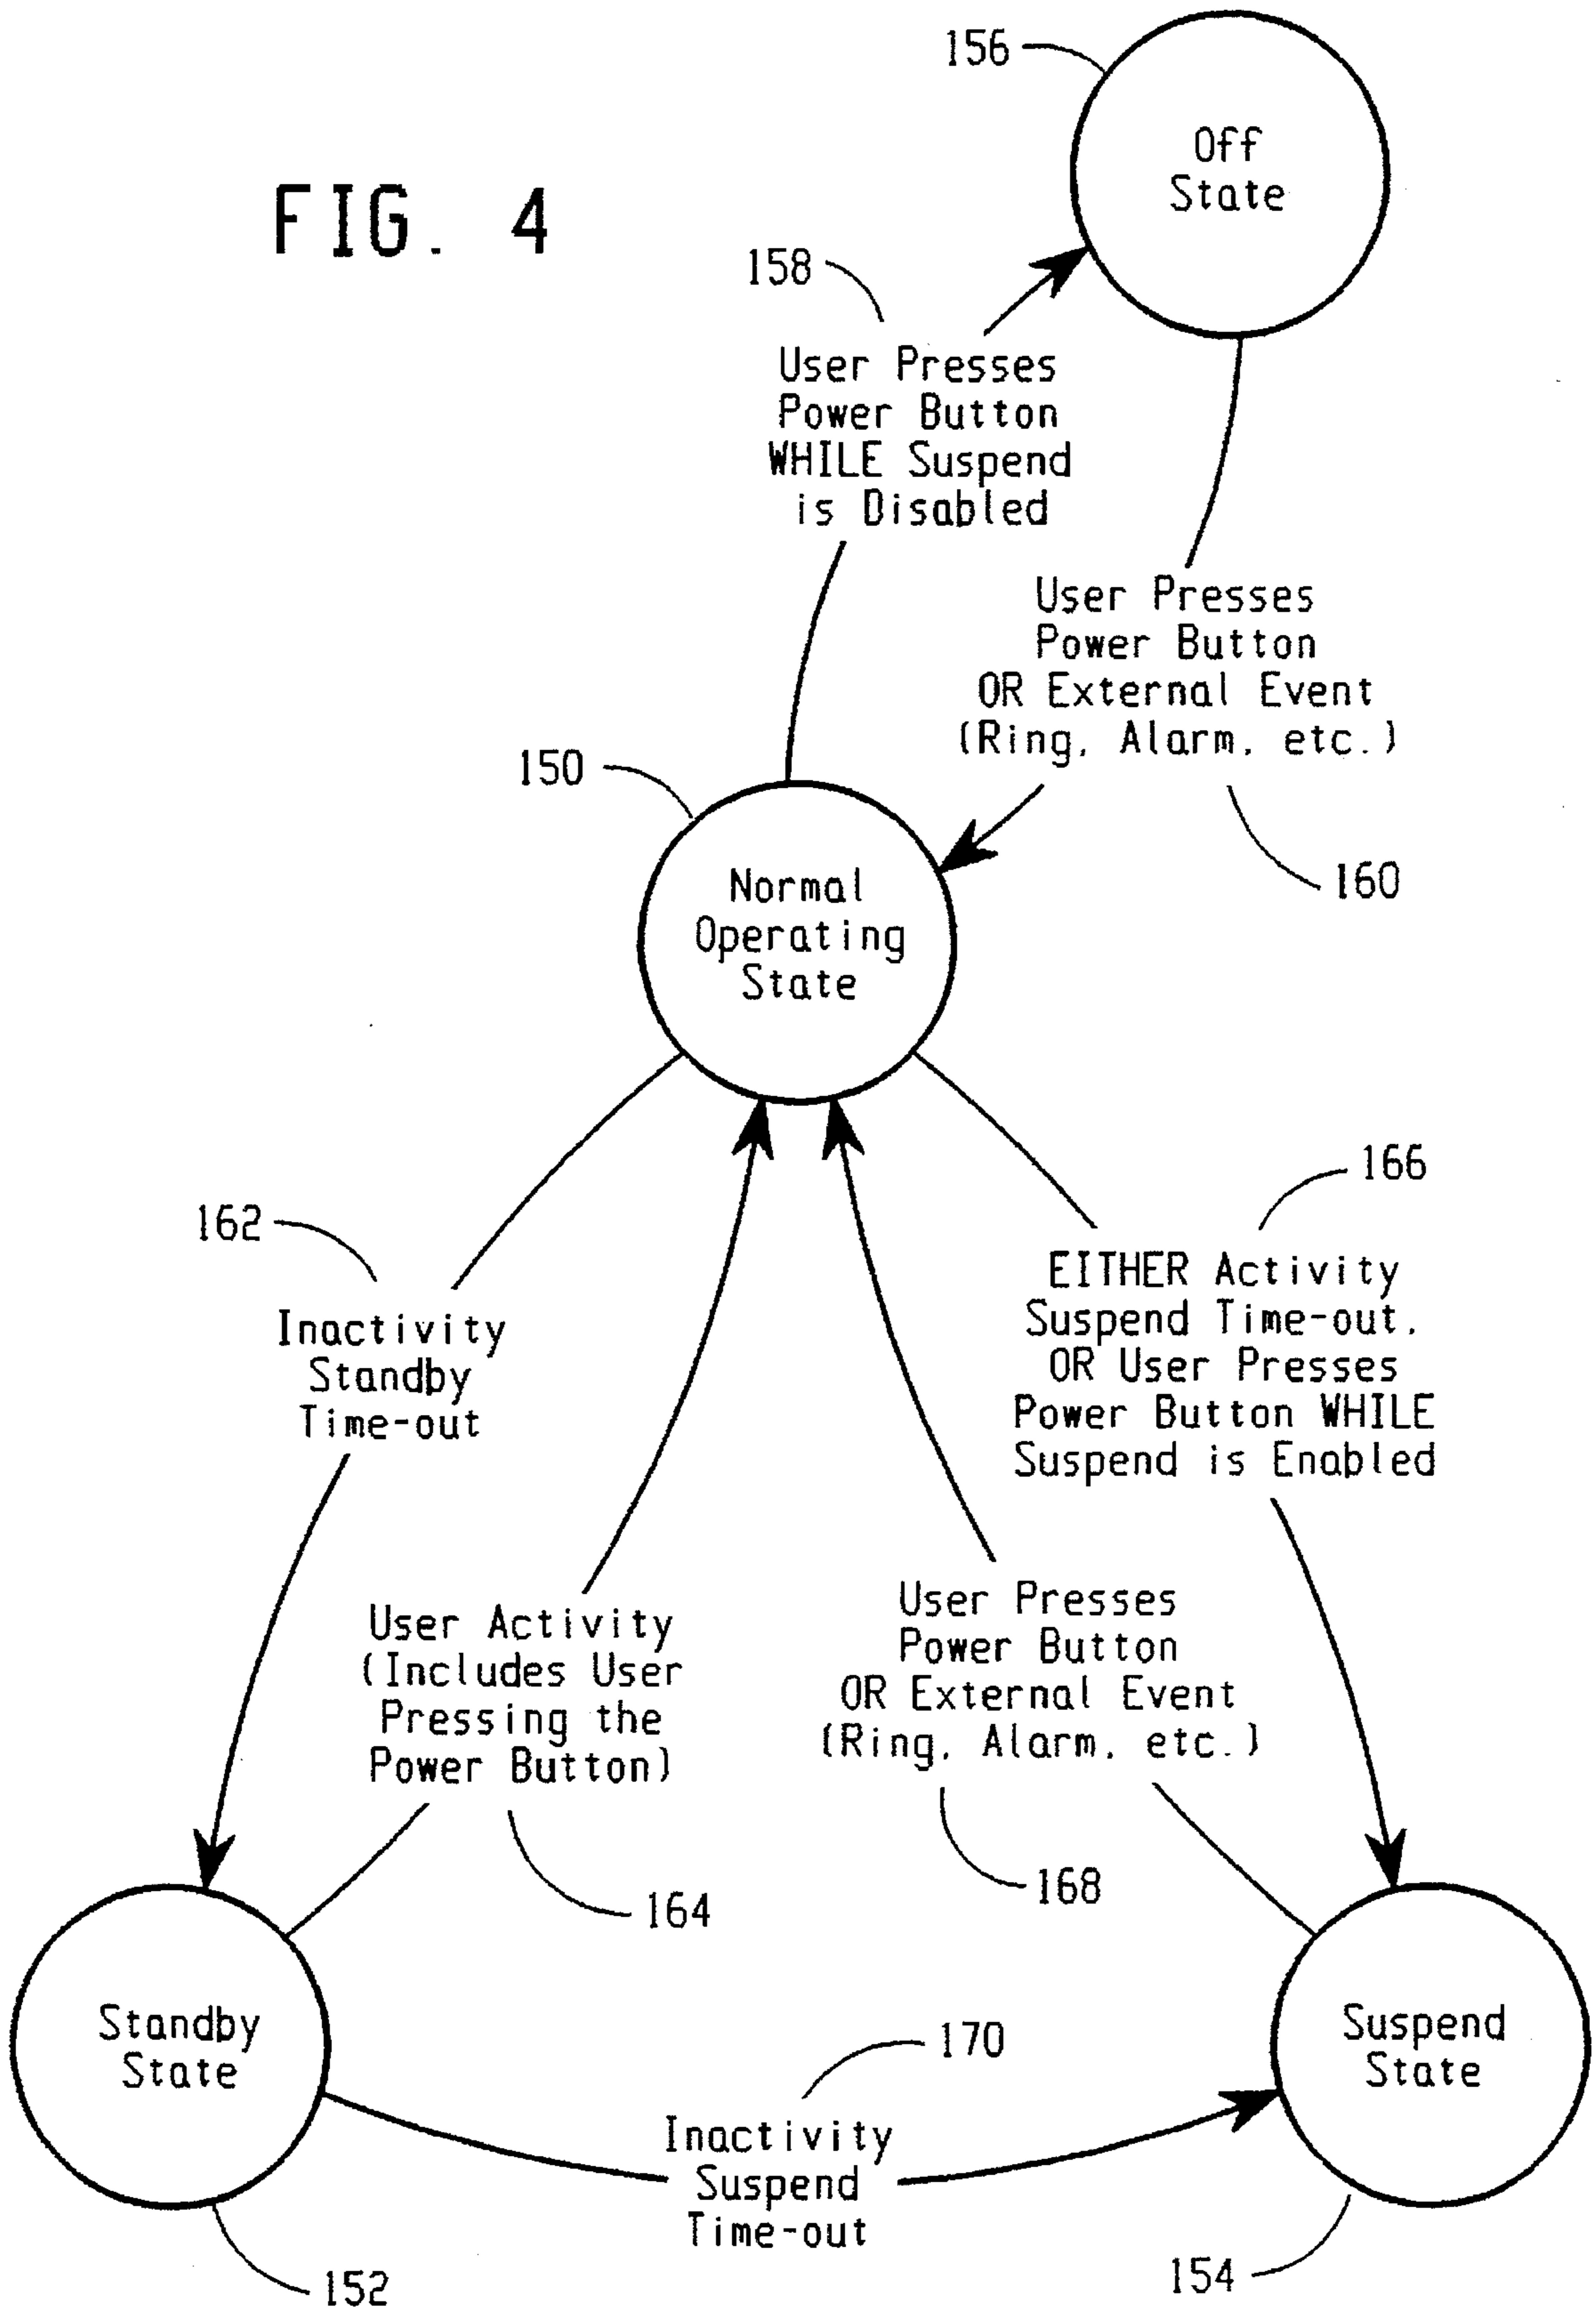 156
Off
State
FIG. 4
158
User Presses
Power Button
WHILE Suspend
is Disabled
User Presses
Power Button
OR External Event
(Ring, Alarm, etc.)
150
160
Normal
Operating
State
166
162
EITHER Activity
Suspend Time-out,
OR User Presses
Power Button WHILE
Suspend is Enabled
Inactivity
Standby
Time-out
User Activity
(Includes User
Pressing the
Power Button)
User Presses
Power Button
OR External Event
(Ring, Alarm, etc.)
168
164
Standby
State
Suspend
State
170
Inactivity
Suspend
Time-out
152
154